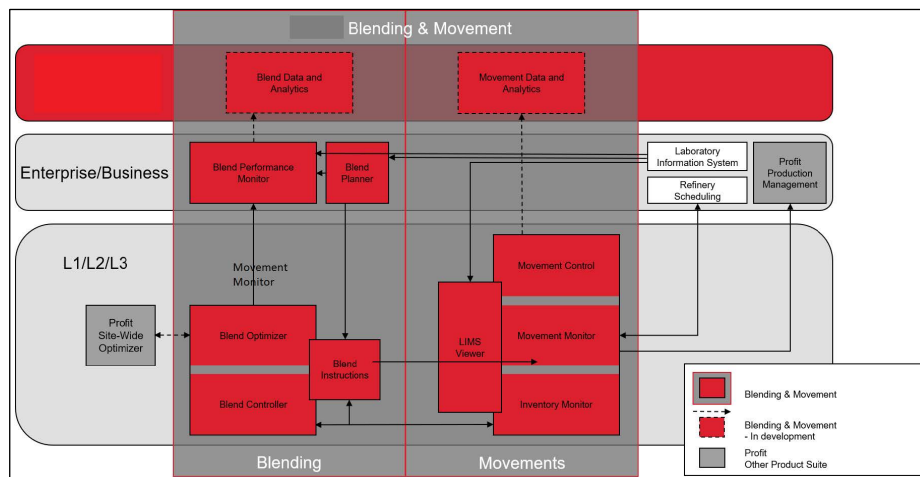 Blending & Movement
Blend Data and
Analytics
Movement Data and
Analytics
Enterprise/Business
Blend Performance
Monitor
Blend
Planner
Laboratory
Information System
Refinery
Scheduling
Profit
Production
Management
L1/L2/L3
Movement
Monitor
Movement Control
Profit
Site-Wide
Optimizer
Blend Optimizer
Blend
Instructions
LIMS
Viewer
Movement Monitor
Blend Controller
Inventory Monitor
Blending
Movements
Blending & Movement
Blending & Movement
- In development
Profit
Other Product Suite